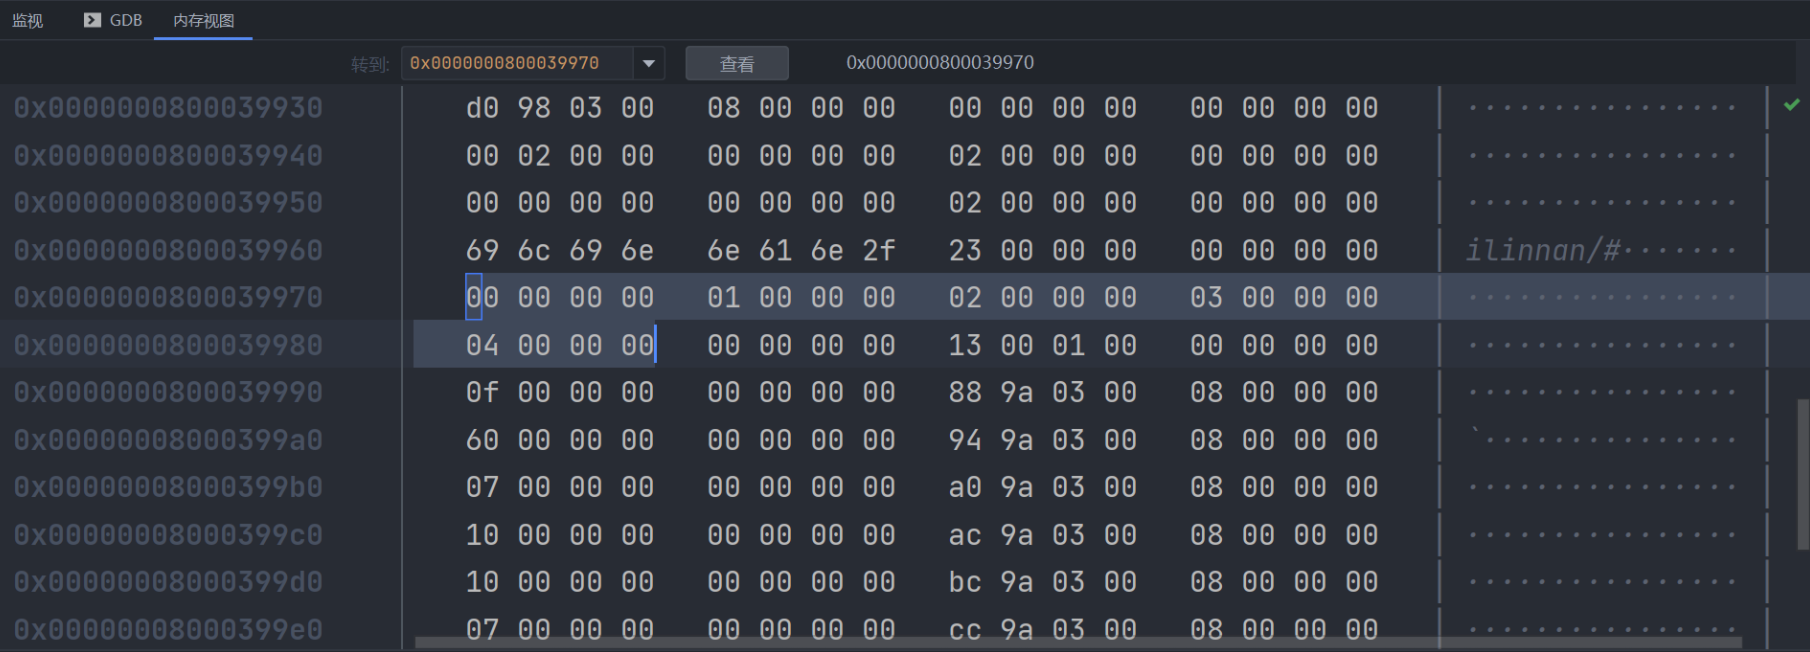 监视 GDB 内存视图
转到: 0x0000000800039970 查看 0x0000000800039970
0x0000000800039930 d0 98 03 00 08 00 00 00 00 00 00 00 00 00 00 00 ················
0x0000000800039940 00 02 00 00 00 00 00 00 02 00 00 00 00 00 00 00 ················
0x0000000800039950 00 00 00 00 00 00 00 00 02 00 00 00 00 00 00 00 ················
0x0000000800039960 69 6c 69 6e 6e 61 6e 2f 23 00 00 00 00 00 00 00 ilinnan/#·······
0x0000000800039970 00 00 00 00 01 00 00 00 02 00 00 00 03 00 00 00 ················
0x0000000800039980 04 00 00 00 00 00 00 00 13 00 01 00 00 00 00 00 ················
0x0000000800039990 0f 00 00 00 00 00 00 00 88 9a 03 00 08 00 00 00 ················
0x00000008000399a0 60 00 00 00 00 00 00 00 94 9a 03 00 08 00 00 00 `···············
0x00000008000399b0 07 00 00 00 00 00 00 00 a0 9a 03 00 08 00 00 00 ················
0x00000008000399c0 10 00 00 00 00 00 00 00 ac 9a 03 00 08 00 00 00 ················
0x00000008000399d0 10 00 00 00 00 00 00 00 bc 9a 03 00 08 00 00 00 ················
0x00000008000399e0 07 00 00 00 00 00 00 00 cc 9a 03 00 08 00 00 00 ················